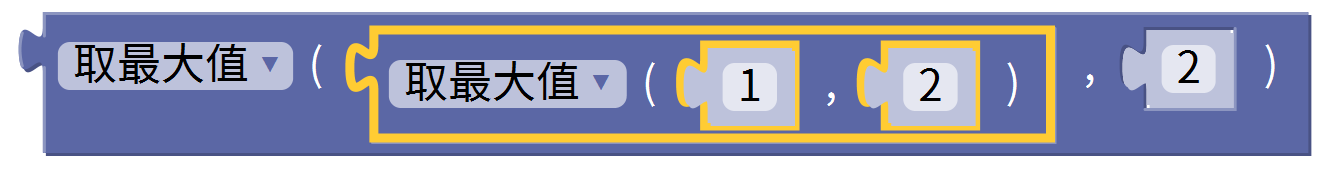 取最大值 ▼ ( 取最大值 ▼ ( 1 , 2 ) , 2 )